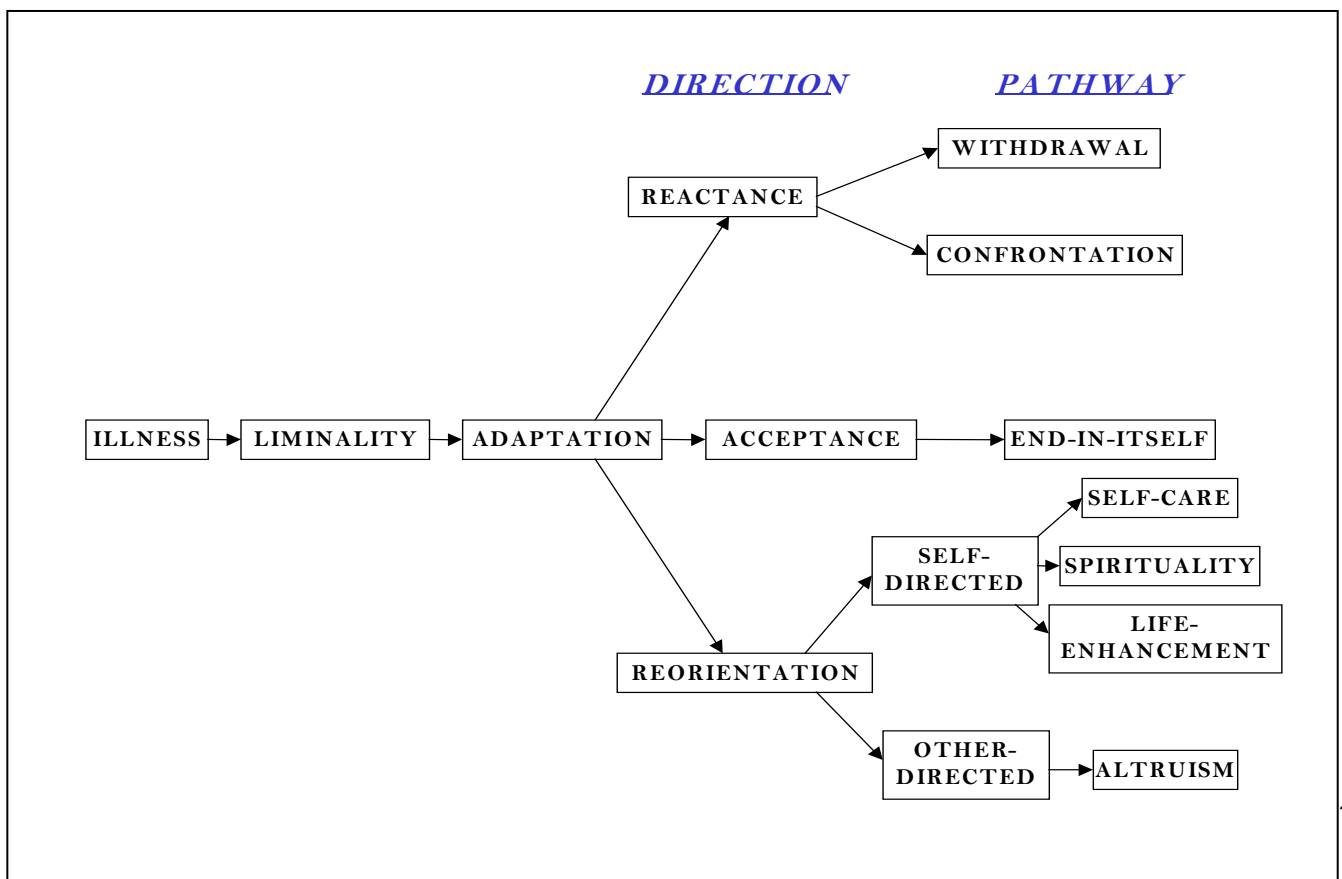 DIRECTION PATHWAY
WITHDRAWAL
REACTANCE
CONFRONTATION
ILLNESS LIMINALITY ADAPTATION ACCEPTANCE END-IN-ITSELF
SELF-CARE
SELF-
DIRECTED
SPIRITUALITY
LIFE-
ENHANCEMENT
REORIENTATION
OTHER-
DIRECTED
ALTRUISM